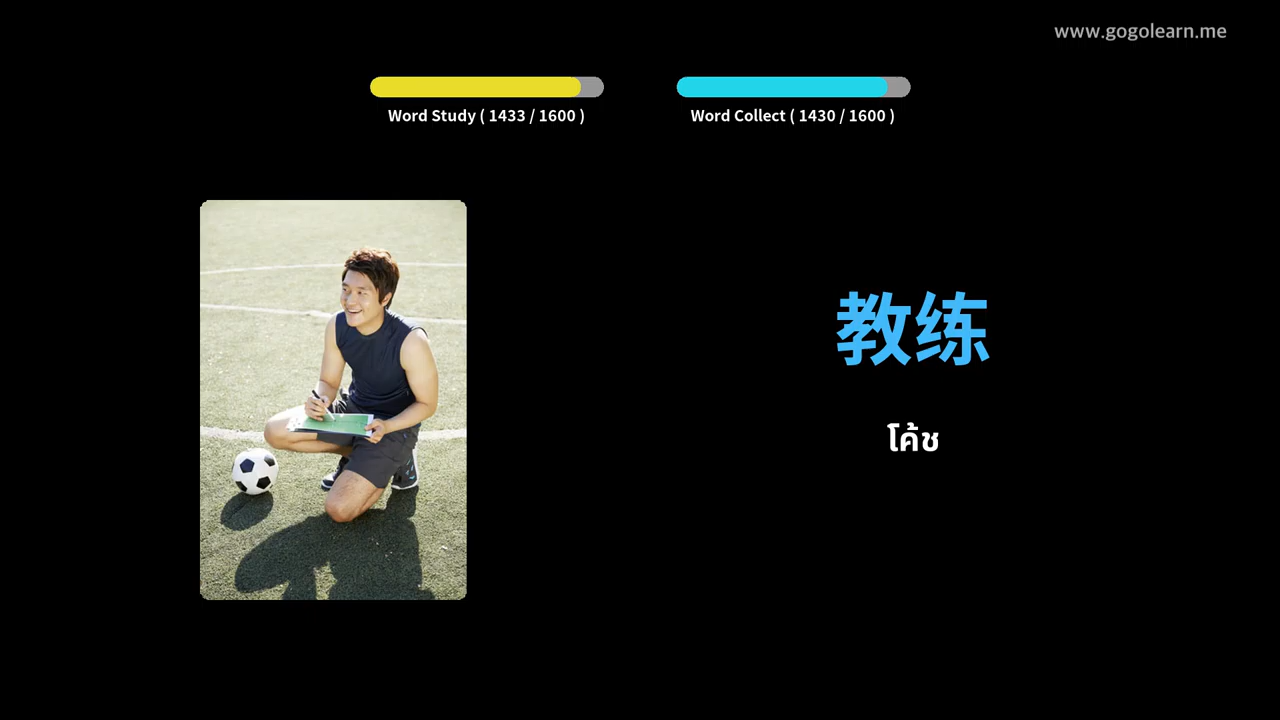 www.gogolearn.me
Word Study ( 1433 / 1600 )
Word Collect ( 1430 / 1600 )
教练
โค้ช